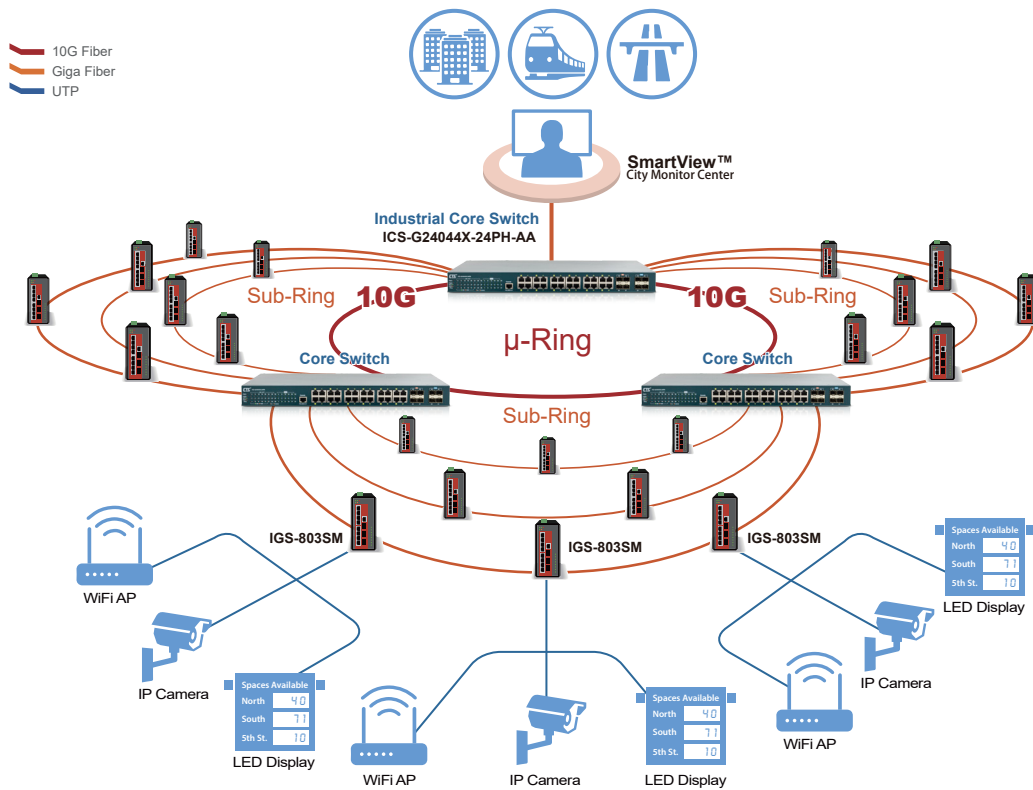 10G Fiber
Giga Fiber
UTP
SmartView™
City Monitor Center
Industrial Core Switch
ICS-G24044X-24PH-AA
Sub-Ring
10G
10G
Sub-Ring
µ-Ring
Core Switch
Core Switch
Sub-Ring
IGS-803SM
IGS-803SM
IGS-803SM
WiFi AP
IP Camera
Spaces Available
North 40
South 71
5th St. 10
LED Display
WiFi AP
IP Camera
Spaces Available
North 40
South 71
5th St. 10
LED Display
WiFi AP
IP Camera
Spaces Available
North 40
South 71
5th St. 10
LED Display